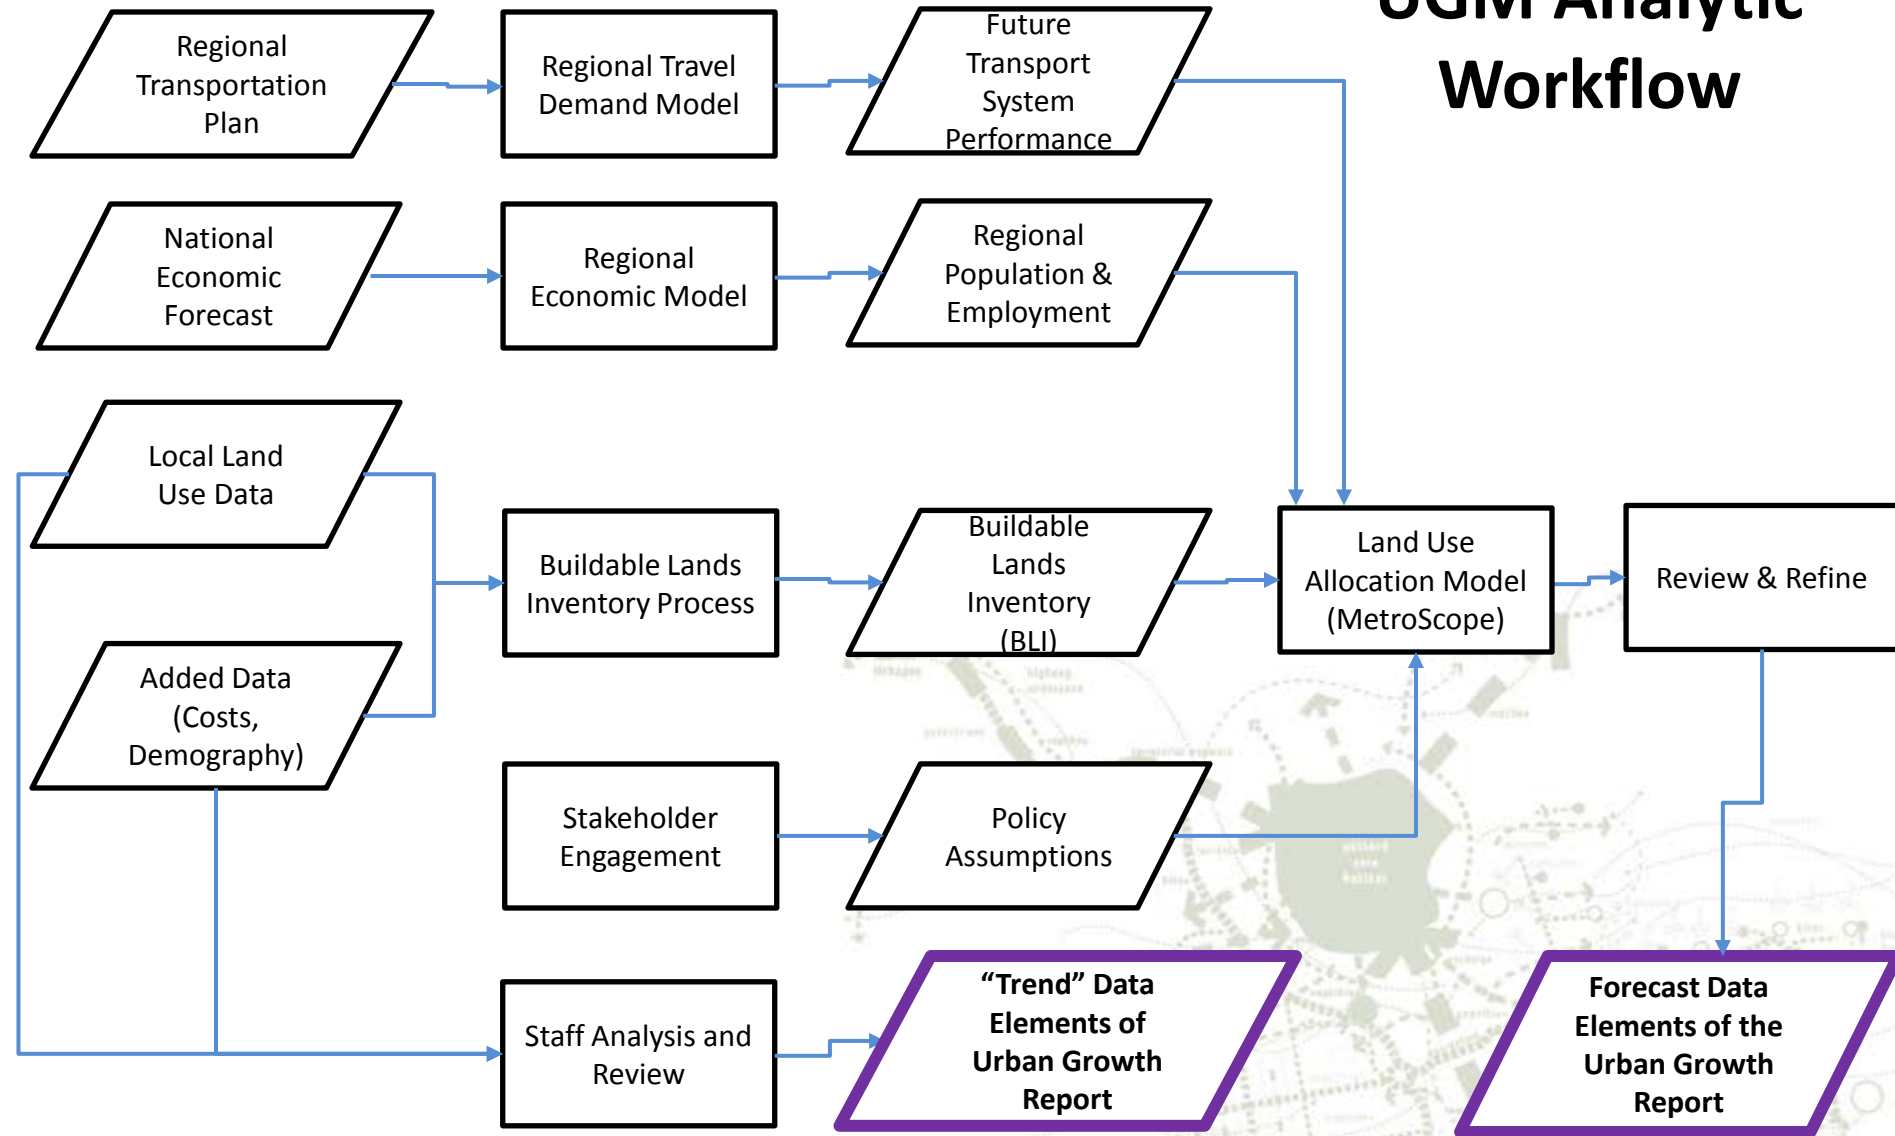 UGM Analytic
Workflow
Regional
Transportation
Plan
Regional Travel
Demand Model
Future
Transport
System
Performance
National
Economic
Forecast
Regional
Economic Model
Regional
Population &
Employment
Local Land
Use Data
Buildable Lands
Inventory Process
Buildable
Lands
Inventory
(BLI)
Land Use
Allocation Model
(MetroScope)
Review & Refine
Added Data
(Costs,
Demography)
Stakeholder
Engagement
Policy
Assumptions
Staff Analysis and
Review
“Trend” Data
Elements of
Urban Growth
Report
Forecast Data
Elements of the
Urban Growth
Report